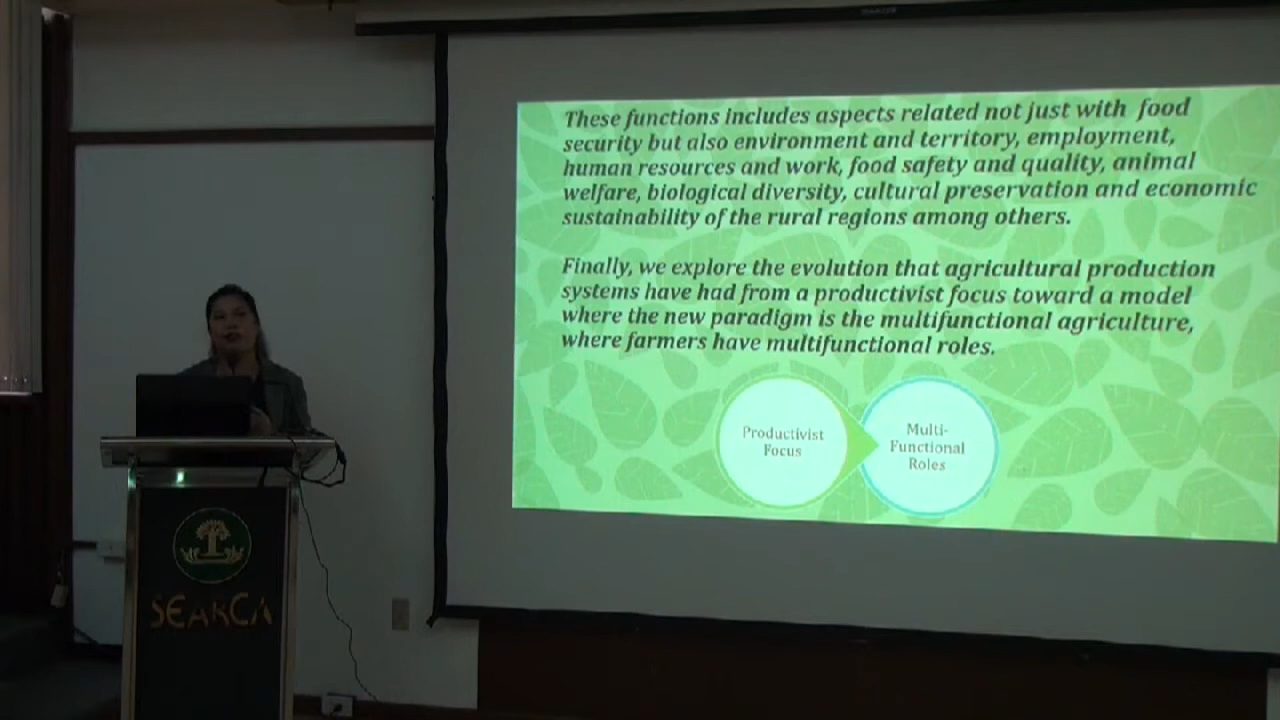 These functions includes aspects related not just with food
security but also environment and territory, employment,
human resources and work, food safety and quality, animal
welfare, biological diversity, cultural preservation and economic
sustainability of the rural regions among others.
Finally, we explore the evolution that agricultural production
systems have had from a productivist focus toward a model
where the new paradigm is the multifunctional agriculture,
where farmers have multifunctional roles.
Productivist
Focus
Multi-
Functional
Roles
SEARCA